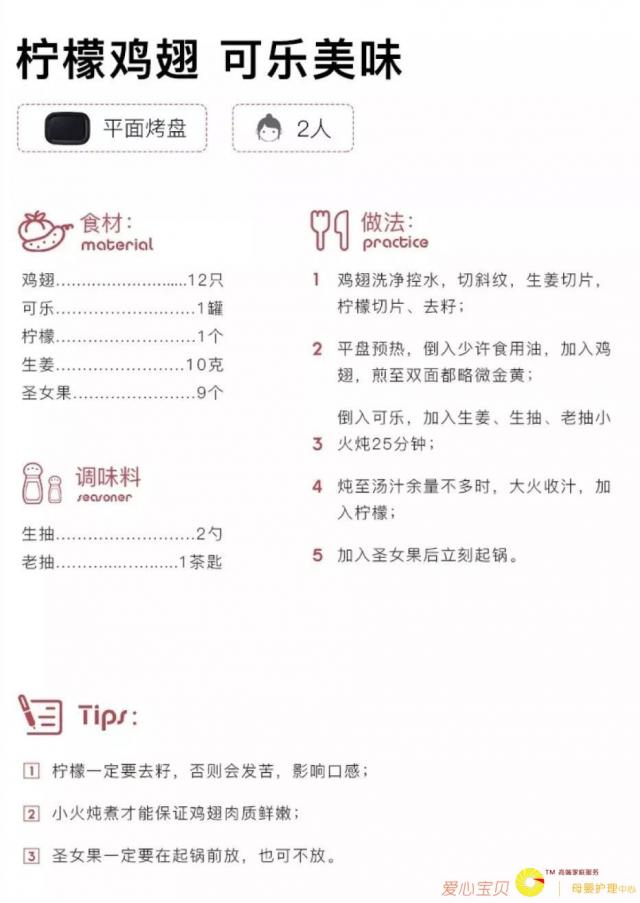 柠檬鸡翅 可乐美味
平面烤盘
2人
食材：
material
鸡翅........................12只
可乐........................1罐
柠檬........................1个
生姜........................10克
圣女果......................9个
调味料
seasoner
生抽........................2勺
老抽........................1茶匙
做法：
practice
1 鸡翅洗净控水，切斜纹，生姜切片，
柠檬切片、去籽；
2 平盘预热，倒入少许食用油，加入鸡
翅，煎至双面都略微金黄；
倒入可乐，加入生姜、生抽、老抽小
3 火炖25分钟；
4 炖至汤汁余量不多时，大火收汁，加
入柠檬；
5 加入圣女果后立刻起锅。
Tips：
1 柠檬一定要去籽，否则会发苦，影响口感；
2 小火炖煮才能保证鸡翅肉质鲜嫩；
3 圣女果一定要在起锅前放，也可不放。
爱心宝贝
TM 高端家庭服务
母婴护理中心